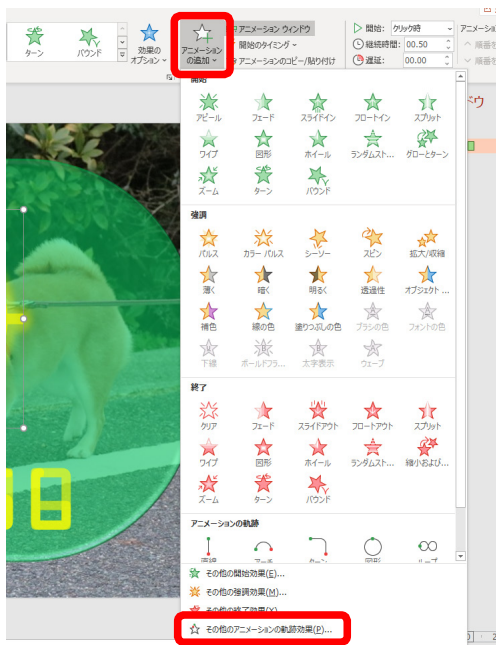 ターン
バウンド
効果の
オプション
アニメーション
の追加
アニメーション ウィンドウ
開始のタイミング
アニメーションのコピー/貼り付け
開始: クリック時
継続時間: 00.50
遅延: 00.00
開始
アピール フェード スライドイン フロートイン スプリット
ワイプ 図形 ホイール ランダムスト... グローとターン
ズーム ターン バウンド
強調
パルス カラー パルス シーソー スピン 拡大/収縮
薄く 暗く 明るく 透過性 オブジェクト ...
補色 線の色 塗りつぶしの色 ブラシの色 フォントの色
下線 ボールドフラ... 太字表示 ウェーブ
終了
クリア フェード スライドアウト フロートアウト スプリット
ワイプ 図形 ホイール ランダムスト... 縮小および...
ズーム ターン バウンド
アニメーションの軌跡
直線 アーチ ターン 図形 ループ
その他の開始効果(E)...
その他の強調効果(M)...
その他の終了効果(X)...
その他のアニメーションの軌跡効果(P)...